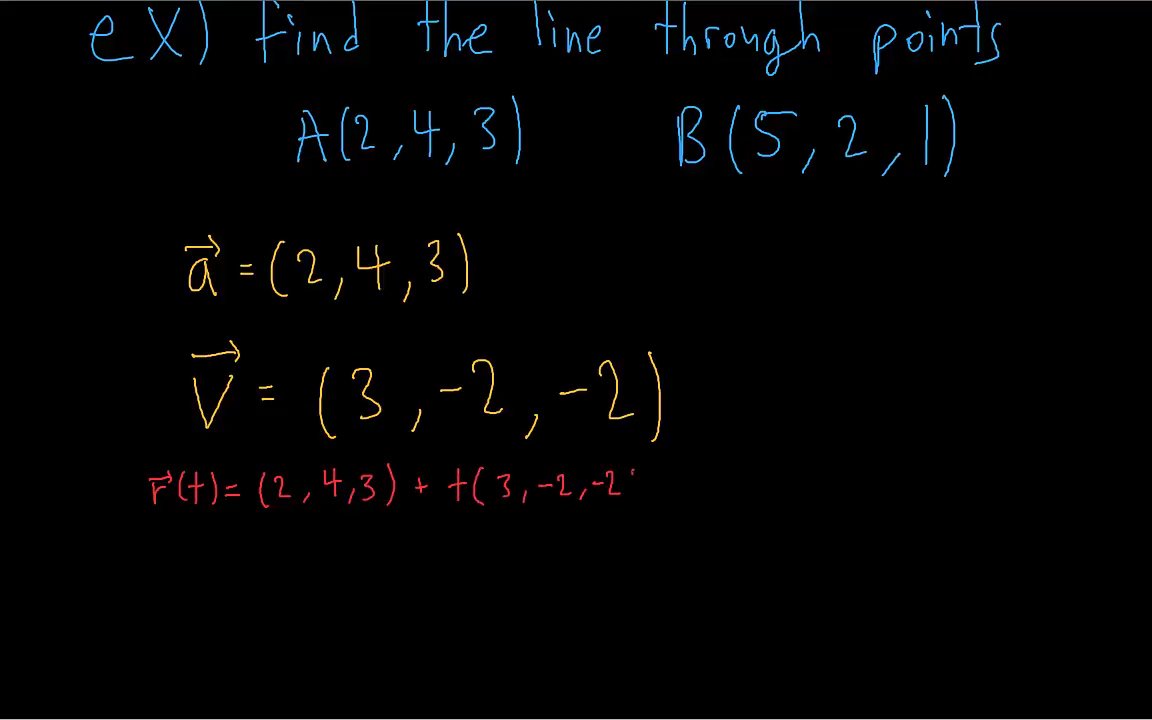 ex) find the line through points
A(2,4,3) B(5,2,1)
a⃗ = (2,4,3)
V⃗ = (3,-2,-2)
r⃗(t) = (2,4,3) + t(3,-2,-2